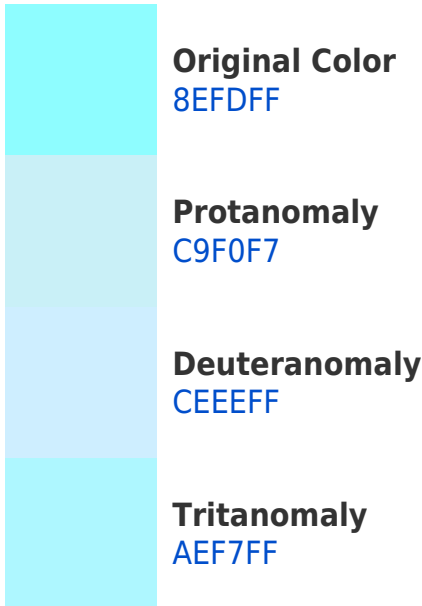 Original Color
8EFDFF
Protanomaly
C9F0F7
Deuteranomaly
CEEEFF
Tritanomaly
AEF7FF